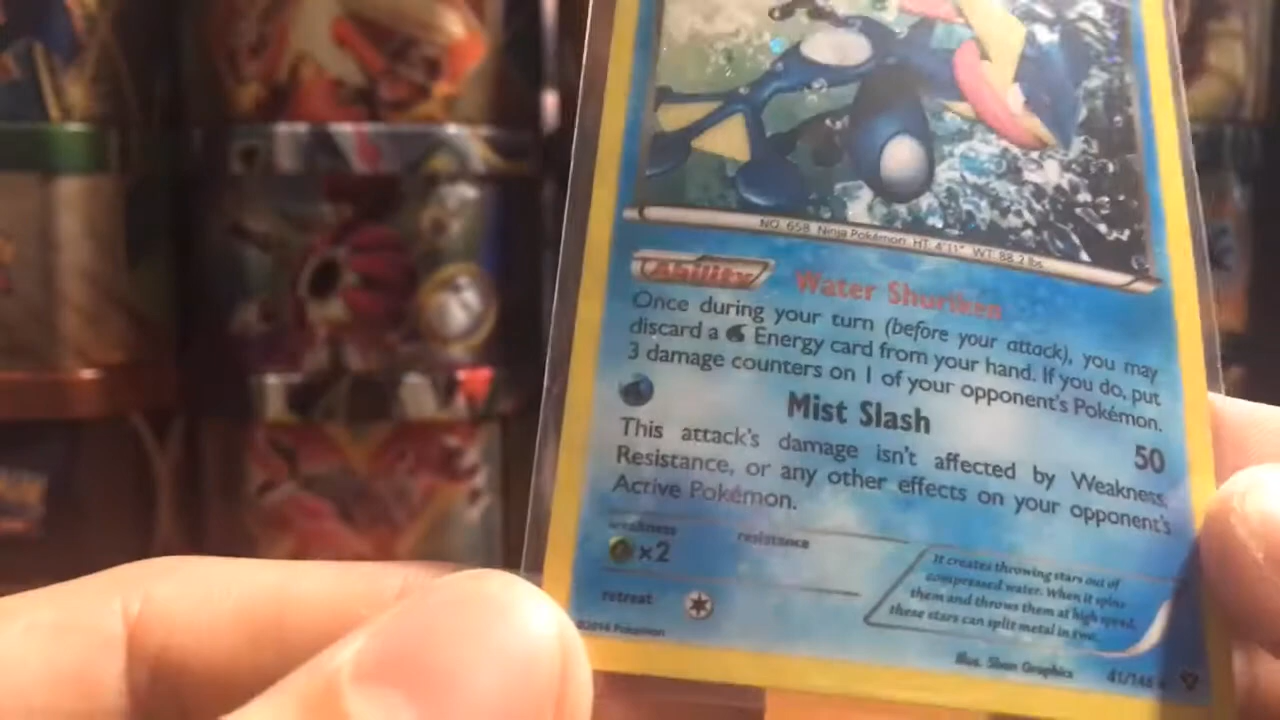 NO. 658 Ninja Pokémon HT: 4'11" WT: 88.2 lbs.
Ability Water Shuriken
Once during your turn (before your attack), you may
discard a Energy card from your hand. If you do, put
3 damage counters on 1 of your opponent's Pokémon.
Mist Slash 50
This attack's damage isn't affected by Weakness,
Resistance, or any other effects on your opponent's
Active Pokémon.
weakness resistance
×2
retreat
It creates throwing stars out of
compressed water. When it spins
them and throws them at high speed,
these stars can split metal in two.
©2016 Pokémon
Illus. 5ban Graphics 41/148